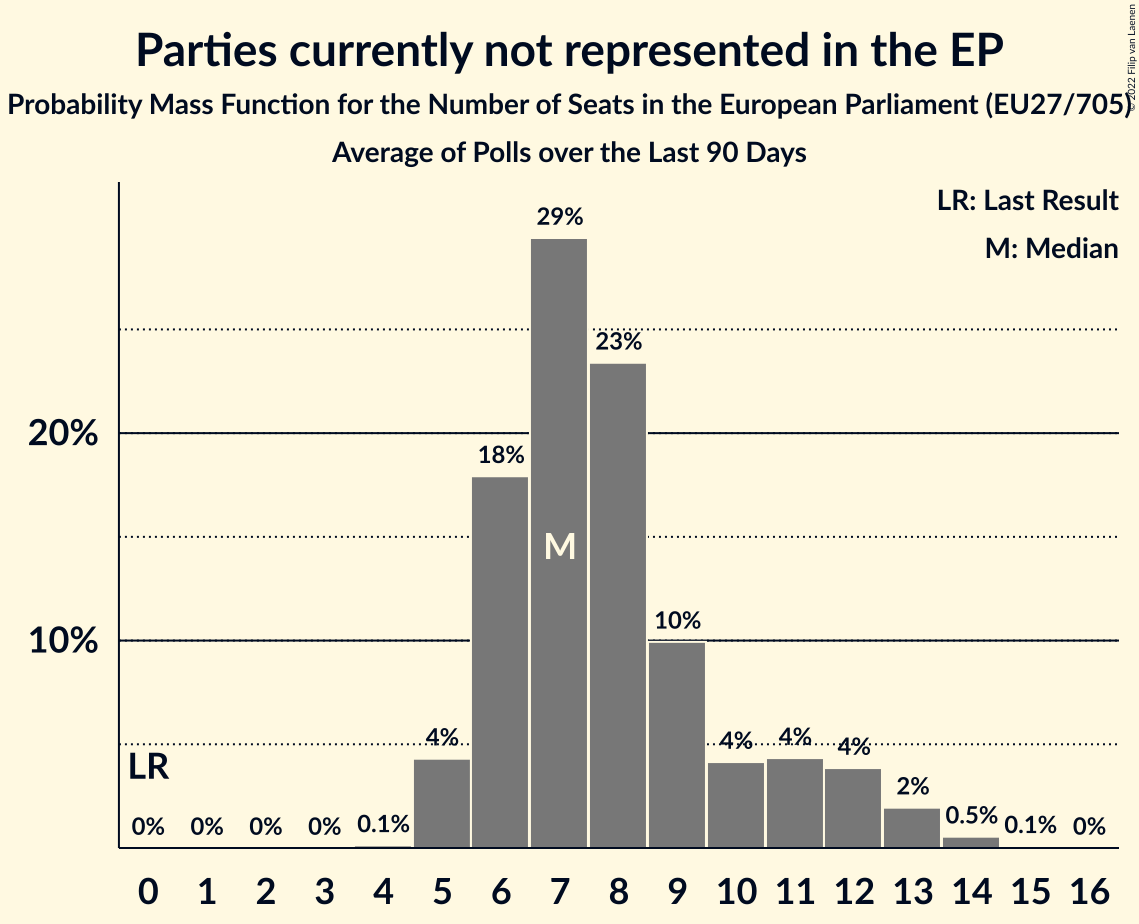 Parties currently not represented in the EP
Probability Mass Function for the Number of Seats in the European Parliament (EU27/705)
Average of Polls over the Last 90 Days
© 2022 Filip van Laenen
LR: Last Result
M: Median
29%
23%
20%
18%
M
10%
10%
4%
4%
4%
4%
LR
2%
0%
0%
0%
0%
0.1%
0.5%
0.1%
0%
0 1 2 3 4 5 6 7 8 9 10 11 12 13 14 15 16